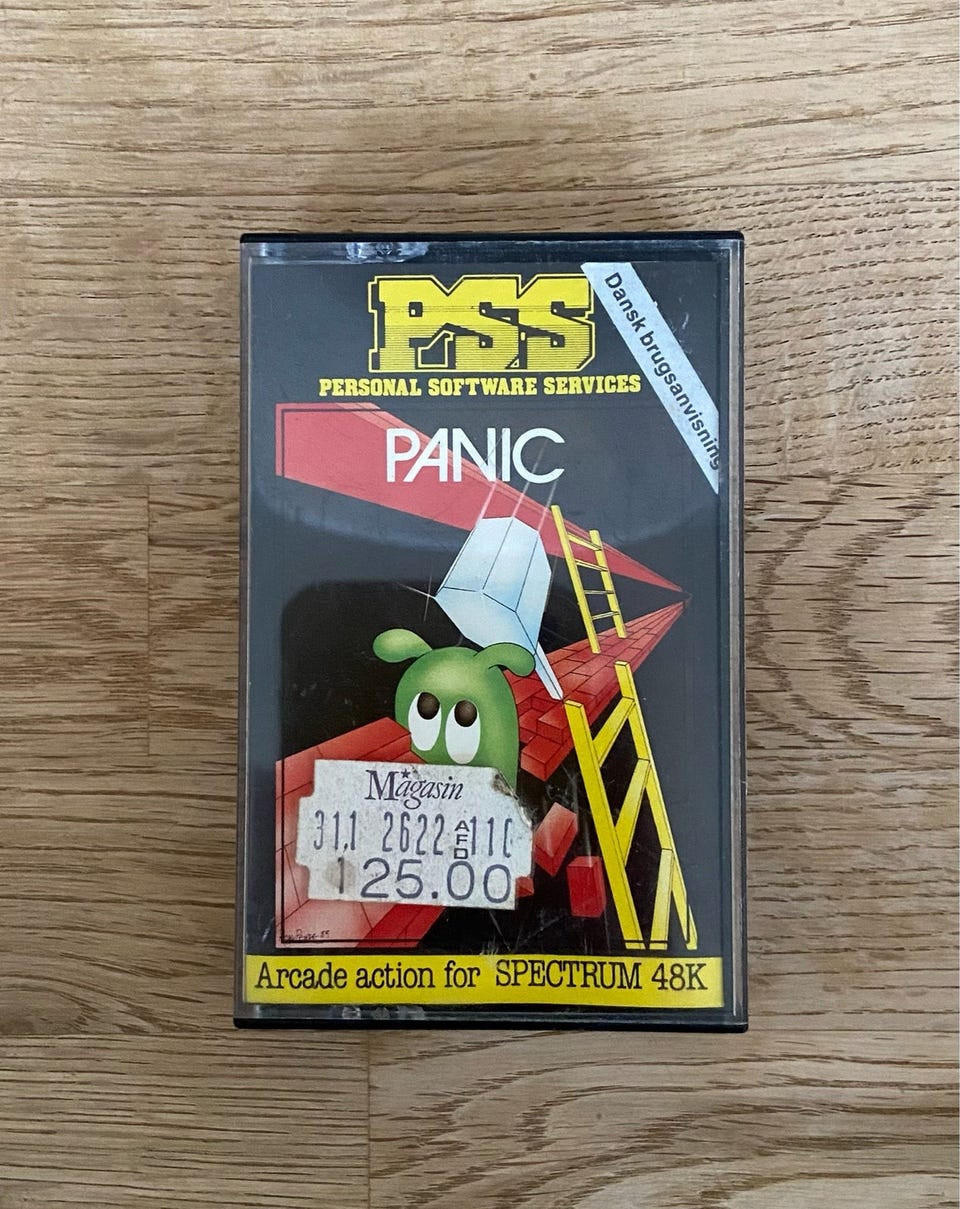 PSS
PERSONAL SOFTWARE SERVICES
Dansk brugsanvisning
PANIC
Magasin
31.1 2622 AFD 110
125.00
Arcade action for SPECTRUM 48K